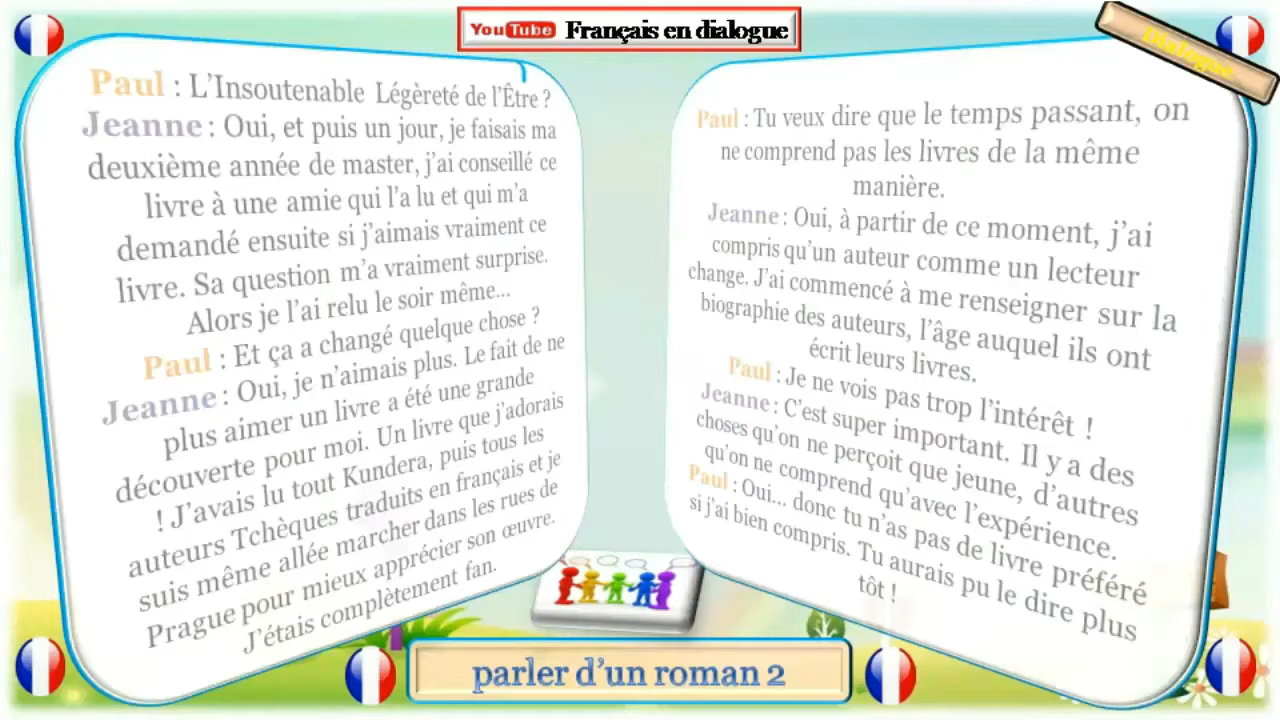 YouTube Français en dialogue
Dialogue
Paul : L’Insoutenable Légèreté de l’Être ?
Jeanne : Oui, et puis un jour, je faisais ma
deuxième année de master, j’ai conseillé ce
livre à une amie qui l’a lu et qui m’a
demandé ensuite si j’aimais vraiment ce
livre. Sa question m’a vraiment surprise.
Alors je l’ai relu le soir même...
Paul : Et ça a changé quelque chose ?
Jeanne : Oui, je n’aimais plus. Le fait de ne
plus aimer un livre a été une grande
découverte pour moi. Un livre que j’adorais
! J’avais lu tout Kundera, puis tous les
auteurs Tchèques traduits en français et je
suis même allée marcher dans les rues de
Prague pour mieux apprécier son œuvre.
J’étais complètement fan.
Paul : Tu veux dire que le temps passant, on
ne comprend pas les livres de la même
manière.
Jeanne : Oui, à partir de ce moment, j’ai
compris qu’un auteur comme un lecteur
change. J’ai commencé à me renseigner sur la
biographie des auteurs, l’âge auquel ils ont
écrit leurs livres.
Paul : Je ne vois pas trop l’intérêt !
Jeanne : C’est super important. Il y a des
choses qu’on ne perçoit que jeune, d’autres
qu’on ne comprend qu’avec l’expérience.
Paul : Oui... donc tu n’as pas de livre préféré
si j’ai bien compris. Tu aurais pu le dire plus
tôt !
parler d’un roman 2